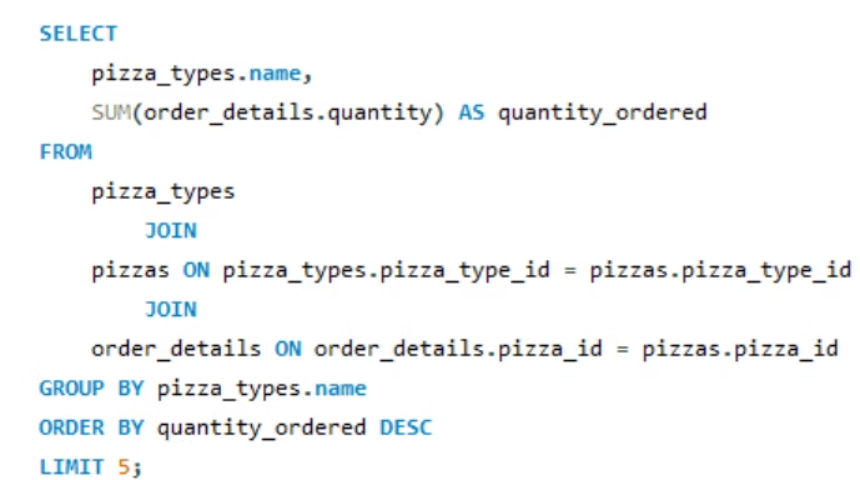 SELECT
pizza_types.name,
SUM(order_details.quantity) AS quantity_ordered
FROM
pizza_types
JOIN
pizzas ON pizza_types.pizza_type_id = pizzas.pizza_type_id
JOIN
order_details ON order_details.pizza_id = pizzas.pizza_id
GROUP BY pizza_types.name
ORDER BY quantity_ordered DESC
LIMIT 5;